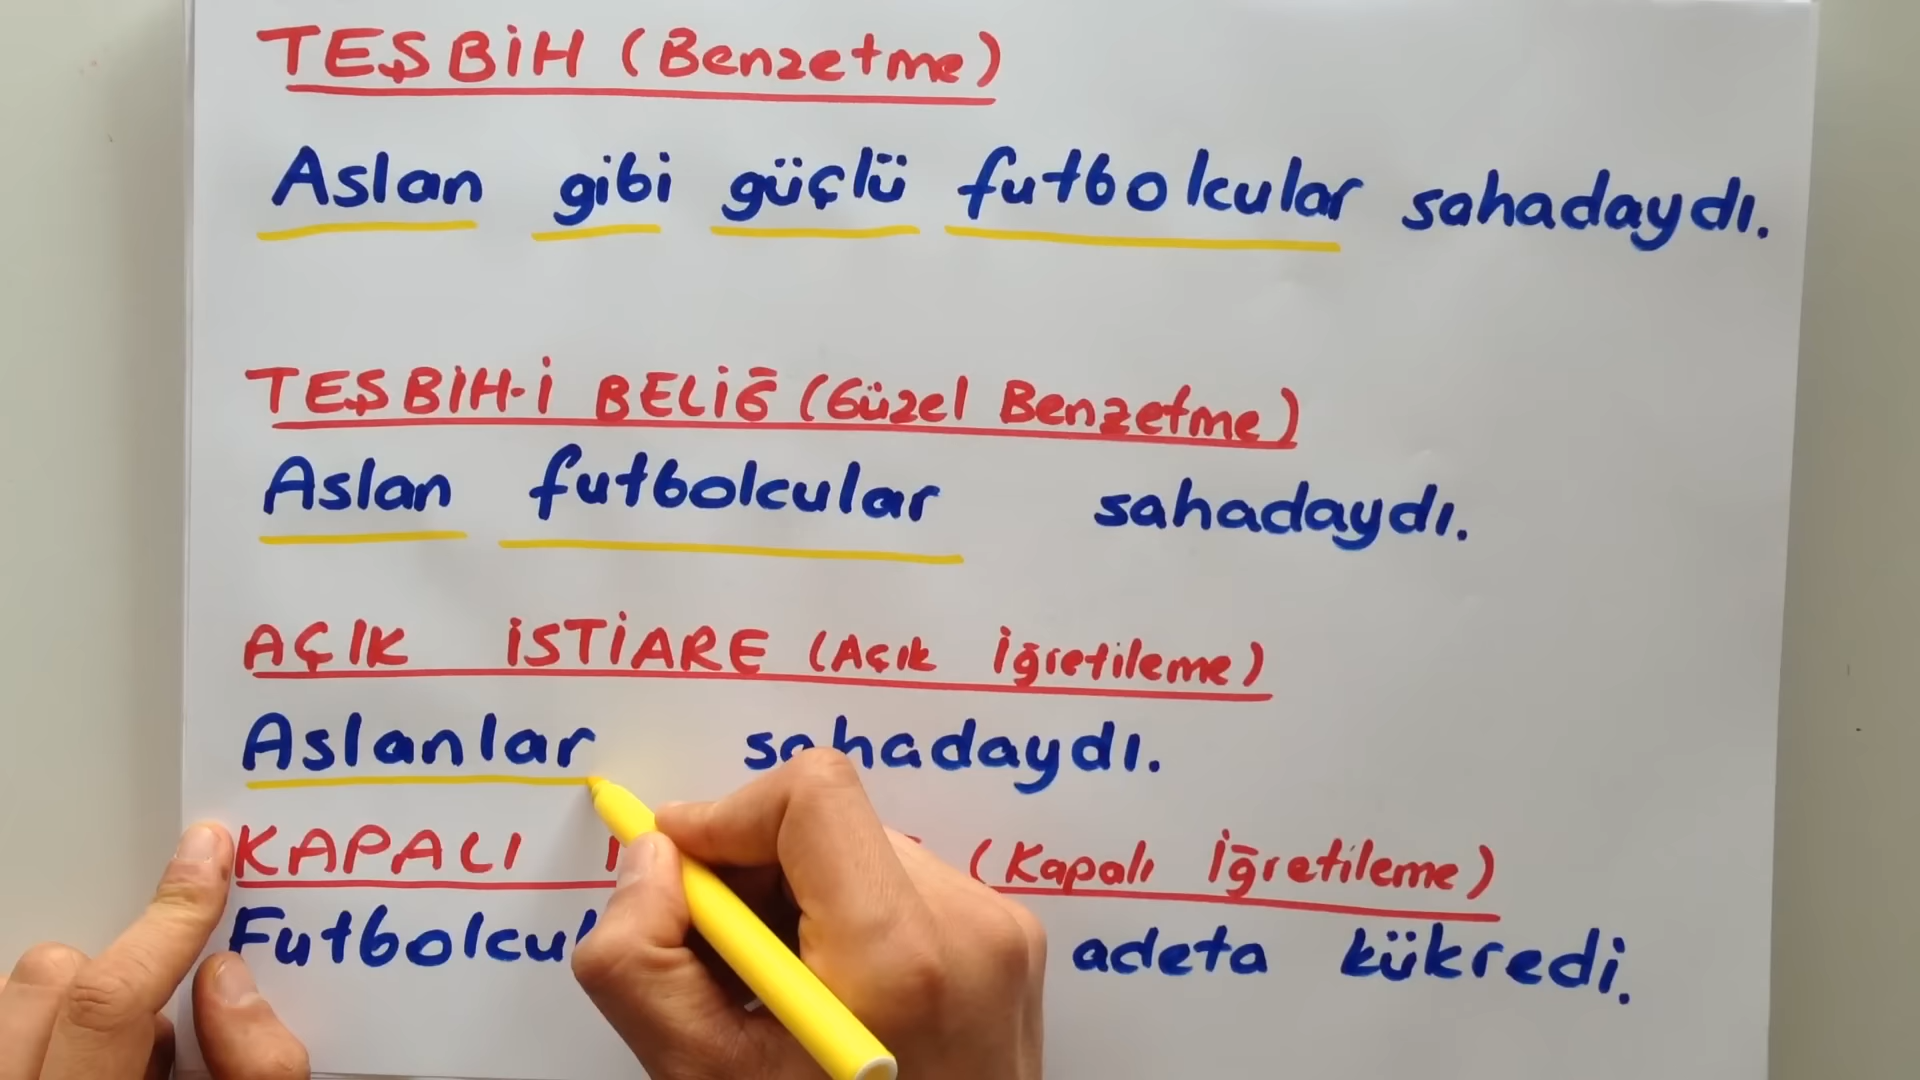 TEŞBİH (Benzetme)
Aslan gibi güçlü futbolcular sahadaydı.
TEŞBİH-İ BELİĞ (Güzel Benzetme)
Aslan futbolcular sahadaydı.
AÇIK İSTİARE (Açık İğretileme)
Aslanlar sahadaydı.
KAPALI (Kapalı İğretileme)
adeta kükredi.